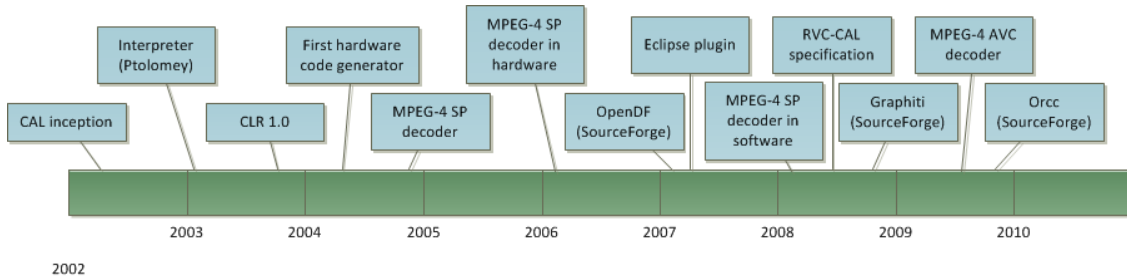 CAL inception
Interpreter
(Ptolomey)
CLR 1.0
First hardware
code generator
MPEG-4 SP
decoder
MPEG-4 SP
decoder in
hardware
OpenDF
(SourceForge)
Eclipse plugin
MPEG-4 SP
decoder in
software
RVC-CAL
specification
Graphiti
(SourceForge)
MPEG-4 AVC
decoder
Orcc
(SourceForge)
2003
2004
2005
2006
2007
2008
2009
2010
2002